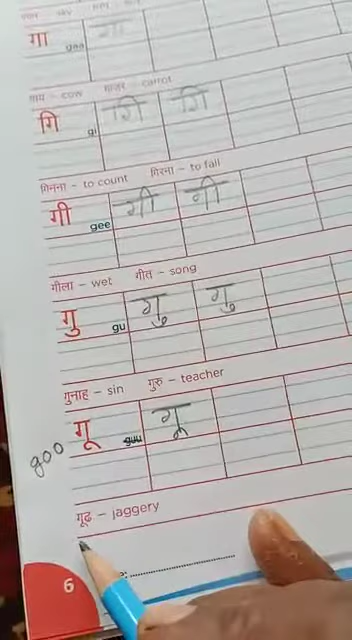 गा gaa गा
गाय – cow गाजर – carrot
गि gi गि गि
गिनना – to count गिरना – to fall
गी gee गी गी
गीला – wet गीत – song
गु gu गु गु
गुनाह – sin गुरु – teacher
goo गू guu गू
गूढ – jaggery
6